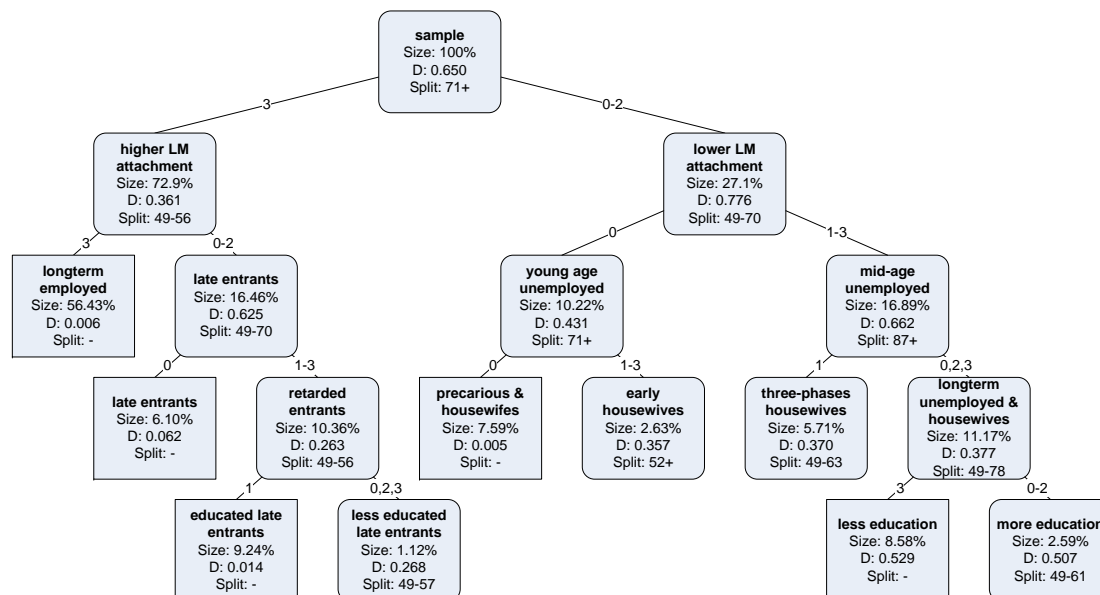 sample
Size: 100%
D: 0.650
Split: 71+
3
0-2
higher LM
attachment
Size: 72.9%
D: 0.361
Split: 49-56
lower LM
attachment
Size: 27.1%
D: 0.776
Split: 49-70
3
0-2
0
1-3
longterm
employed
Size: 56.43%
D: 0.006
Split: -
late entrants
Size: 16.46%
D: 0.625
Split: 49-70
young age
unemployed
Size: 10.22%
D: 0.431
Split: 71+
mid-age
unemployed
Size: 16.89%
D: 0.662
Split: 87+
0
1-3
0
1-3
1
0,2,3
late entrants
Size: 6.10%
D: 0.062
Split: -
retarded
entrants
Size: 10.36%
D: 0.263
Split: 49-56
precarious &
housewifes
Size: 7.59%
D: 0.005
Split: -
early
housewives
Size: 2.63%
D: 0.357
Split: 52+
three-phases
housewives
Size: 5.71%
D: 0.370
Split: 49-63
longterm
unemployed &
housewives
Size: 11.17%
D: 0.377
Split: 49-78
1
0,2,3
3
0-2
educated late
entrants
Size: 9.24%
D: 0.014
Split: -
less educated
late entrants
Size: 1.12%
D: 0.268
Split: 49-57
less education
Size: 8.58%
D: 0.529
Split: -
more education
Size: 2.59%
D: 0.507
Split: 49-61